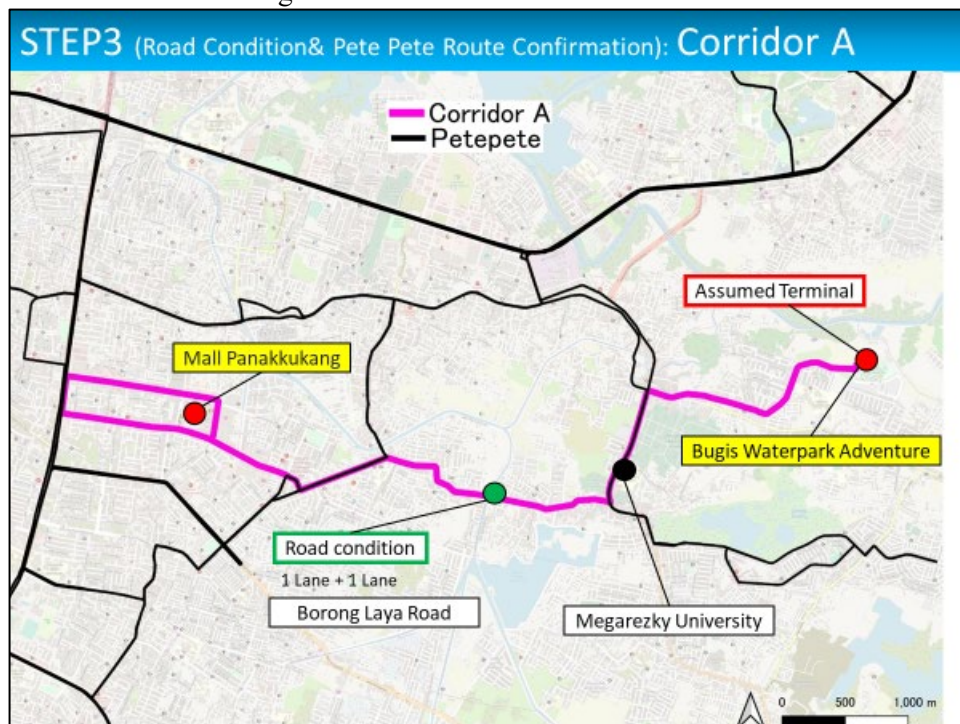 STEP3 (Road Condition& Pete Pete Route Confirmation): Corridor A
Corridor A
Petepete
Assumed Terminal
Mall Panakkukang
Bugis Waterpark Adventure
Road condition
1 Lane + 1 Lane
Borong Laya Road
Megarezky University
0 500 1,000 m